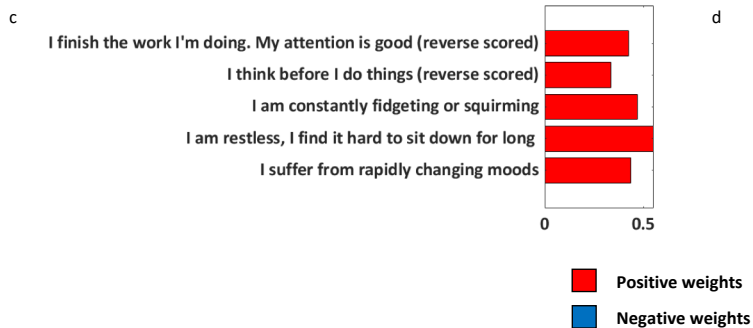 c
d
I finish the work I'm doing. My attention is good (reverse scored)
I think before I do things (reverse scored)
I am constantly fidgeting or squirming
I am restless, I find it hard to sit down for long
I suffer from rapidly changing moods
0 0.5
Positive weights
Negative weights